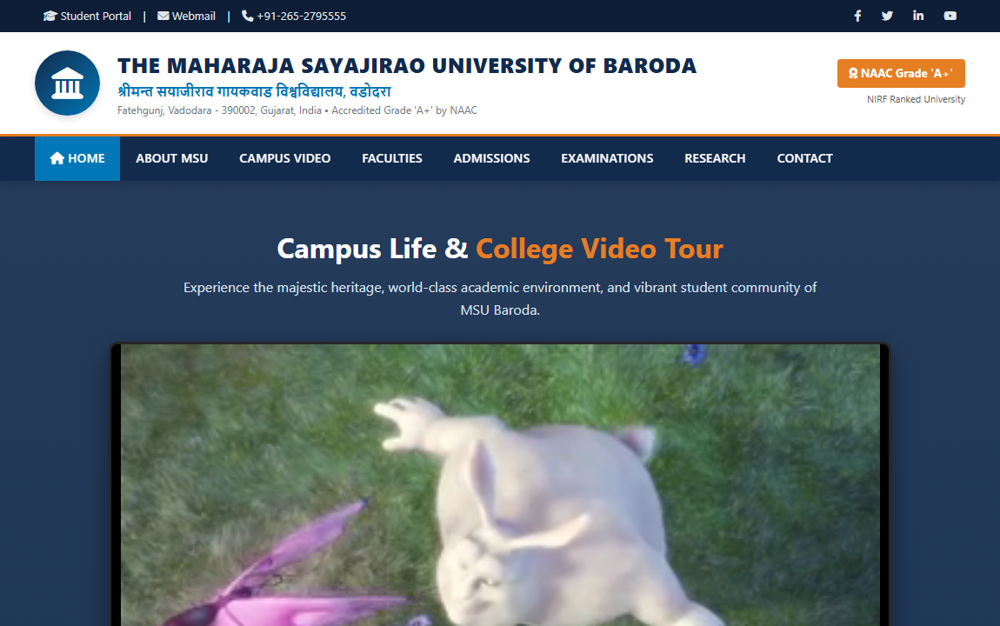 Student Portal | Webmail | +91-265-2795555
THE MAHARAJA SAYAJIRAO UNIVERSITY OF BARODA
श्रीमन्त सयाजीराव गायकवाड विश्वविद्यालय, वडोदरा
Fatehgunj, Vadodara - 390002, Gujarat, India • Accredited Grade 'A+' by NAAC
NAAC Grade 'A+'
NIRF Ranked University
HOME ABOUT MSU CAMPUS VIDEO FACULTIES ADMISSIONS EXAMINATIONS RESEARCH CONTACT
Campus Life & College Video Tour
Experience the majestic heritage, world-class academic environment, and vibrant student community of
MSU Baroda.